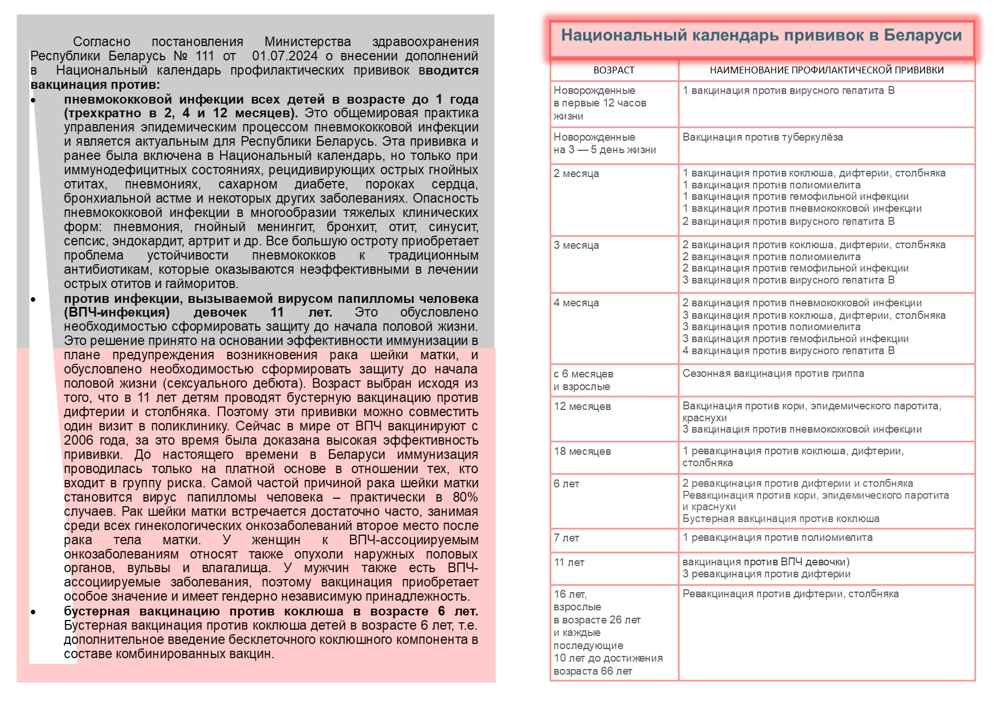 Согласно постановления Министерства здравоохранения
Республики Беларусь № 111 от 01.07.2024 о внесении дополнений
в Национальный календарь профилактических прививок вводится
вакцинация против:
• пневмококковой инфекции всех детей в возрасте до 1 года
(трехкратно в 2, 4 и 12 месяцев). Это общемировая практика
управления эпидемическим процессом пневмококковой инфекции
и является актуальным для Республики Беларусь. Эта прививка и
ранее была включена в Национальный календарь, но только при
иммунодефицитных состояниях, рецидивирующих острых гнойных
отитах, пневмониях, сахарном диабете, пороках сердца,
бронхиальной астме и некоторых других заболеваниях. Опасность
пневмококковой инфекции в многообразии тяжелых клинических
форм: пневмония, гнойный менингит, бронхит, отит, синусит,
сепсис, эндокардит, артрит и др. Все большую остроту приобретает
проблема устойчивости пневмококков к традиционным
антибиотикам, которые оказываются неэффективными в лечении
острых отитов и гайморитов.
• против инфекции, вызываемой вирусом папилломы человека
(ВПЧ-инфекция) девочек 11 лет. Это обусловлено
необходимостью сформировать защиту до начала половой жизни.
Это решение принято на основании эффективности иммунизации в
плане предупреждения возникновения рака шейки матки, и
обусловлено необходимостью сформировать защиту до начала
половой жизни (сексуального дебюта). Возраст выбран исходя из
того, что в 11 лет детям проводят бустерную вакцинацию против
дифтерии и столбняка. Поэтому эти прививки можно совместить
один визит в поликлинику. Сейчас в мире от ВПЧ вакцинируют с
2006 года, за это время была доказана высокая эффективность
прививки. До настоящего времени в Беларуси иммунизация
проводилась только на платной основе в отношении тех, кто
входит в группу риска. Самой частой причиной рака шейки матки
становится вирус папилломы человека – практически в 80%
случаев. Рак шейки матки встречается достаточно часто, занимая
среди всех гинекологических онкозаболеваний второе место после
рака тела матки. У женщин к ВПЧ-ассоциируемым
онкозаболеваниям относят также опухоли наружных половых
органов, вульвы и влагалища. У мужчин также есть ВПЧ-
ассоциируемые заболевания, поэтому вакцинация приобретает
особое значение и имеет гендерно независимую принадлежность.
• бустерная вакцинацию против коклюша в возрасте 6 лет.
Бустерная вакцинация против коклюша детей в возрасте 6 лет, т.е.
дополнительное введение бесклеточного коклюшного компонента в
составе комбинированных вакцин.
Национальный календарь прививок в Беларуси
ВОЗРАСТ НАИМЕНОВАНИЕ ПРОФИЛАКТИЧЕСКОЙ ПРИВИВКИ
Новорожденные
в первые 12 часов
жизни
1 вакцинация против вирусного гепатита В
Новорожденные
на 3 — 5 день жизни
Вакцинация против туберкулёза
2 месяца
1 вакцинация против коклюша, дифтерии, столбняка
1 вакцинация против полиомиелита
1 вакцинация против гемофильной инфекции
1 вакцинация против пневмококковой инфекции
2 вакцинация против вирусного гепатита В
3 месяца
2 вакцинация против коклюша, дифтерии, столбняка
2 вакцинация против полиомиелита
2 вакцинация против гемофильной инфекции
3 вакцинация против вирусного гепатита В
4 месяца
2 вакцинация против пневмококковой инфекции
3 вакцинация против коклюша, дифтерии, столбняка
3 вакцинация против полиомиелита
3 вакцинация против гемофильной инфекции
4 вакцинация против вирусного гепатита В
с 6 месяцев
и взрослые
Сезонная вакцинация против гриппа
12 месяцев
Вакцинация против кори, эпидемического паротита,
краснухи
3 вакцинация против пневмококковой инфекции
18 месяцев
1 ревакцинация против коклюша, дифтерии,
столбняка
6 лет
2 ревакцинация против дифтерии и столбняка
Ревакцинация против кори, эпидемического паротита
и краснухи
Бустерная вакцинация против коклюша
7 лет
1 ревакцинация против полиомиелита
11 лет
вакцинация против ВПЧ девочки)
3 ревакцинация против дифтерии
16 лет,
взрослые
в возрасте 26 лет
и каждые
последующие
10 лет до достижения
возраста 66 лет
Ревакцинация против дифтерии, столбняка